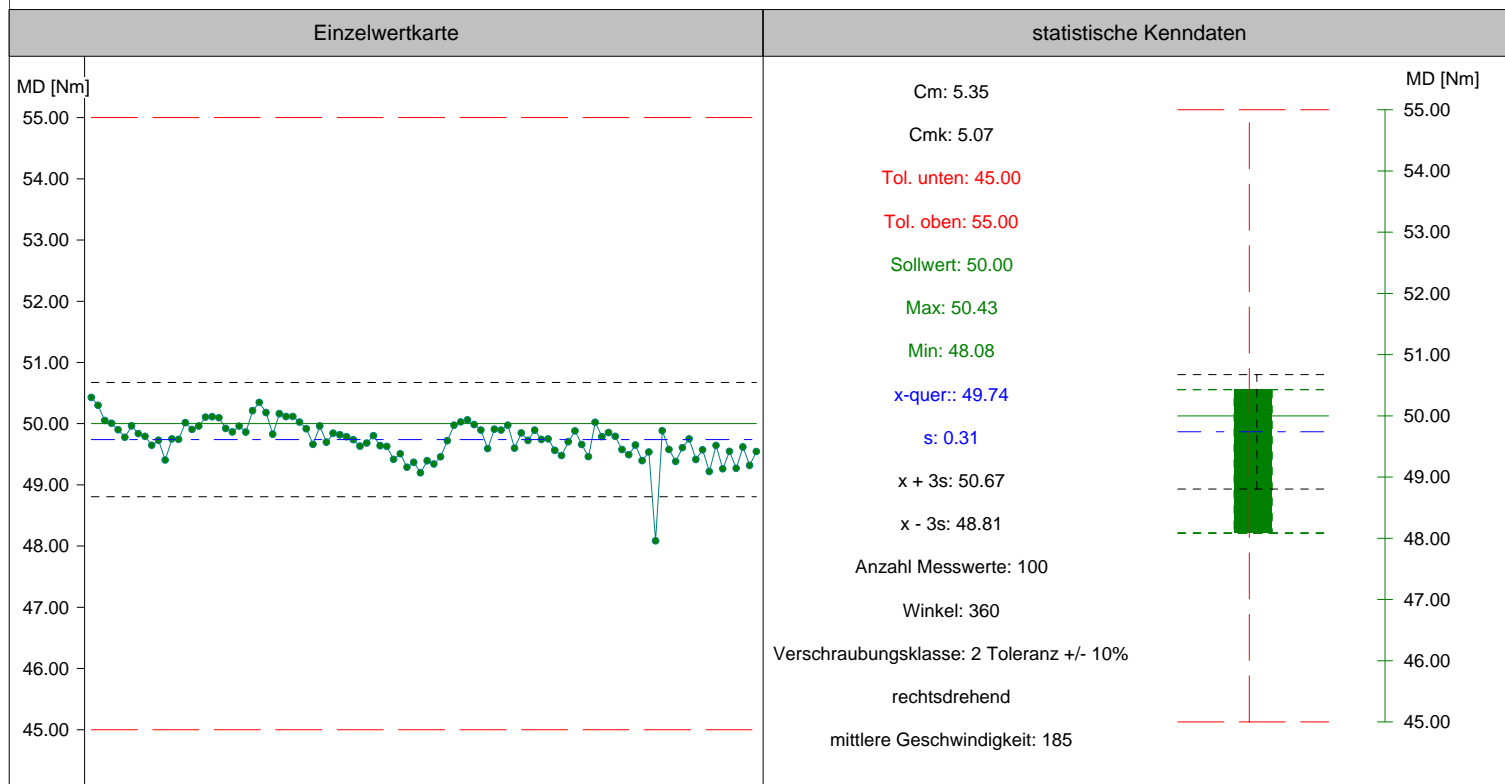 Einzelwertkarte
statistische Kenndaten
MD [Nm]
55.00
54.00
53.00
52.00
51.00
50.00
49.00
48.00
47.00
46.00
45.00
Cm: 5.35
Cmk: 5.07
Tol. unten: 45.00
Tol. oben: 55.00
Sollwert: 50.00
Max: 50.43
Min: 48.08
x-quer:: 49.74
s: 0.31
x + 3s: 50.67
x - 3s: 48.81
Anzahl Messwerte: 100
Winkel: 360
Verschraubungsklasse: 2 Toleranz +/- 10%
rechtsdrehend
mittlere Geschwindigkeit: 185
MD [Nm]
55.00
54.00
53.00
52.00
51.00
50.00
49.00
48.00
47.00
46.00
45.00